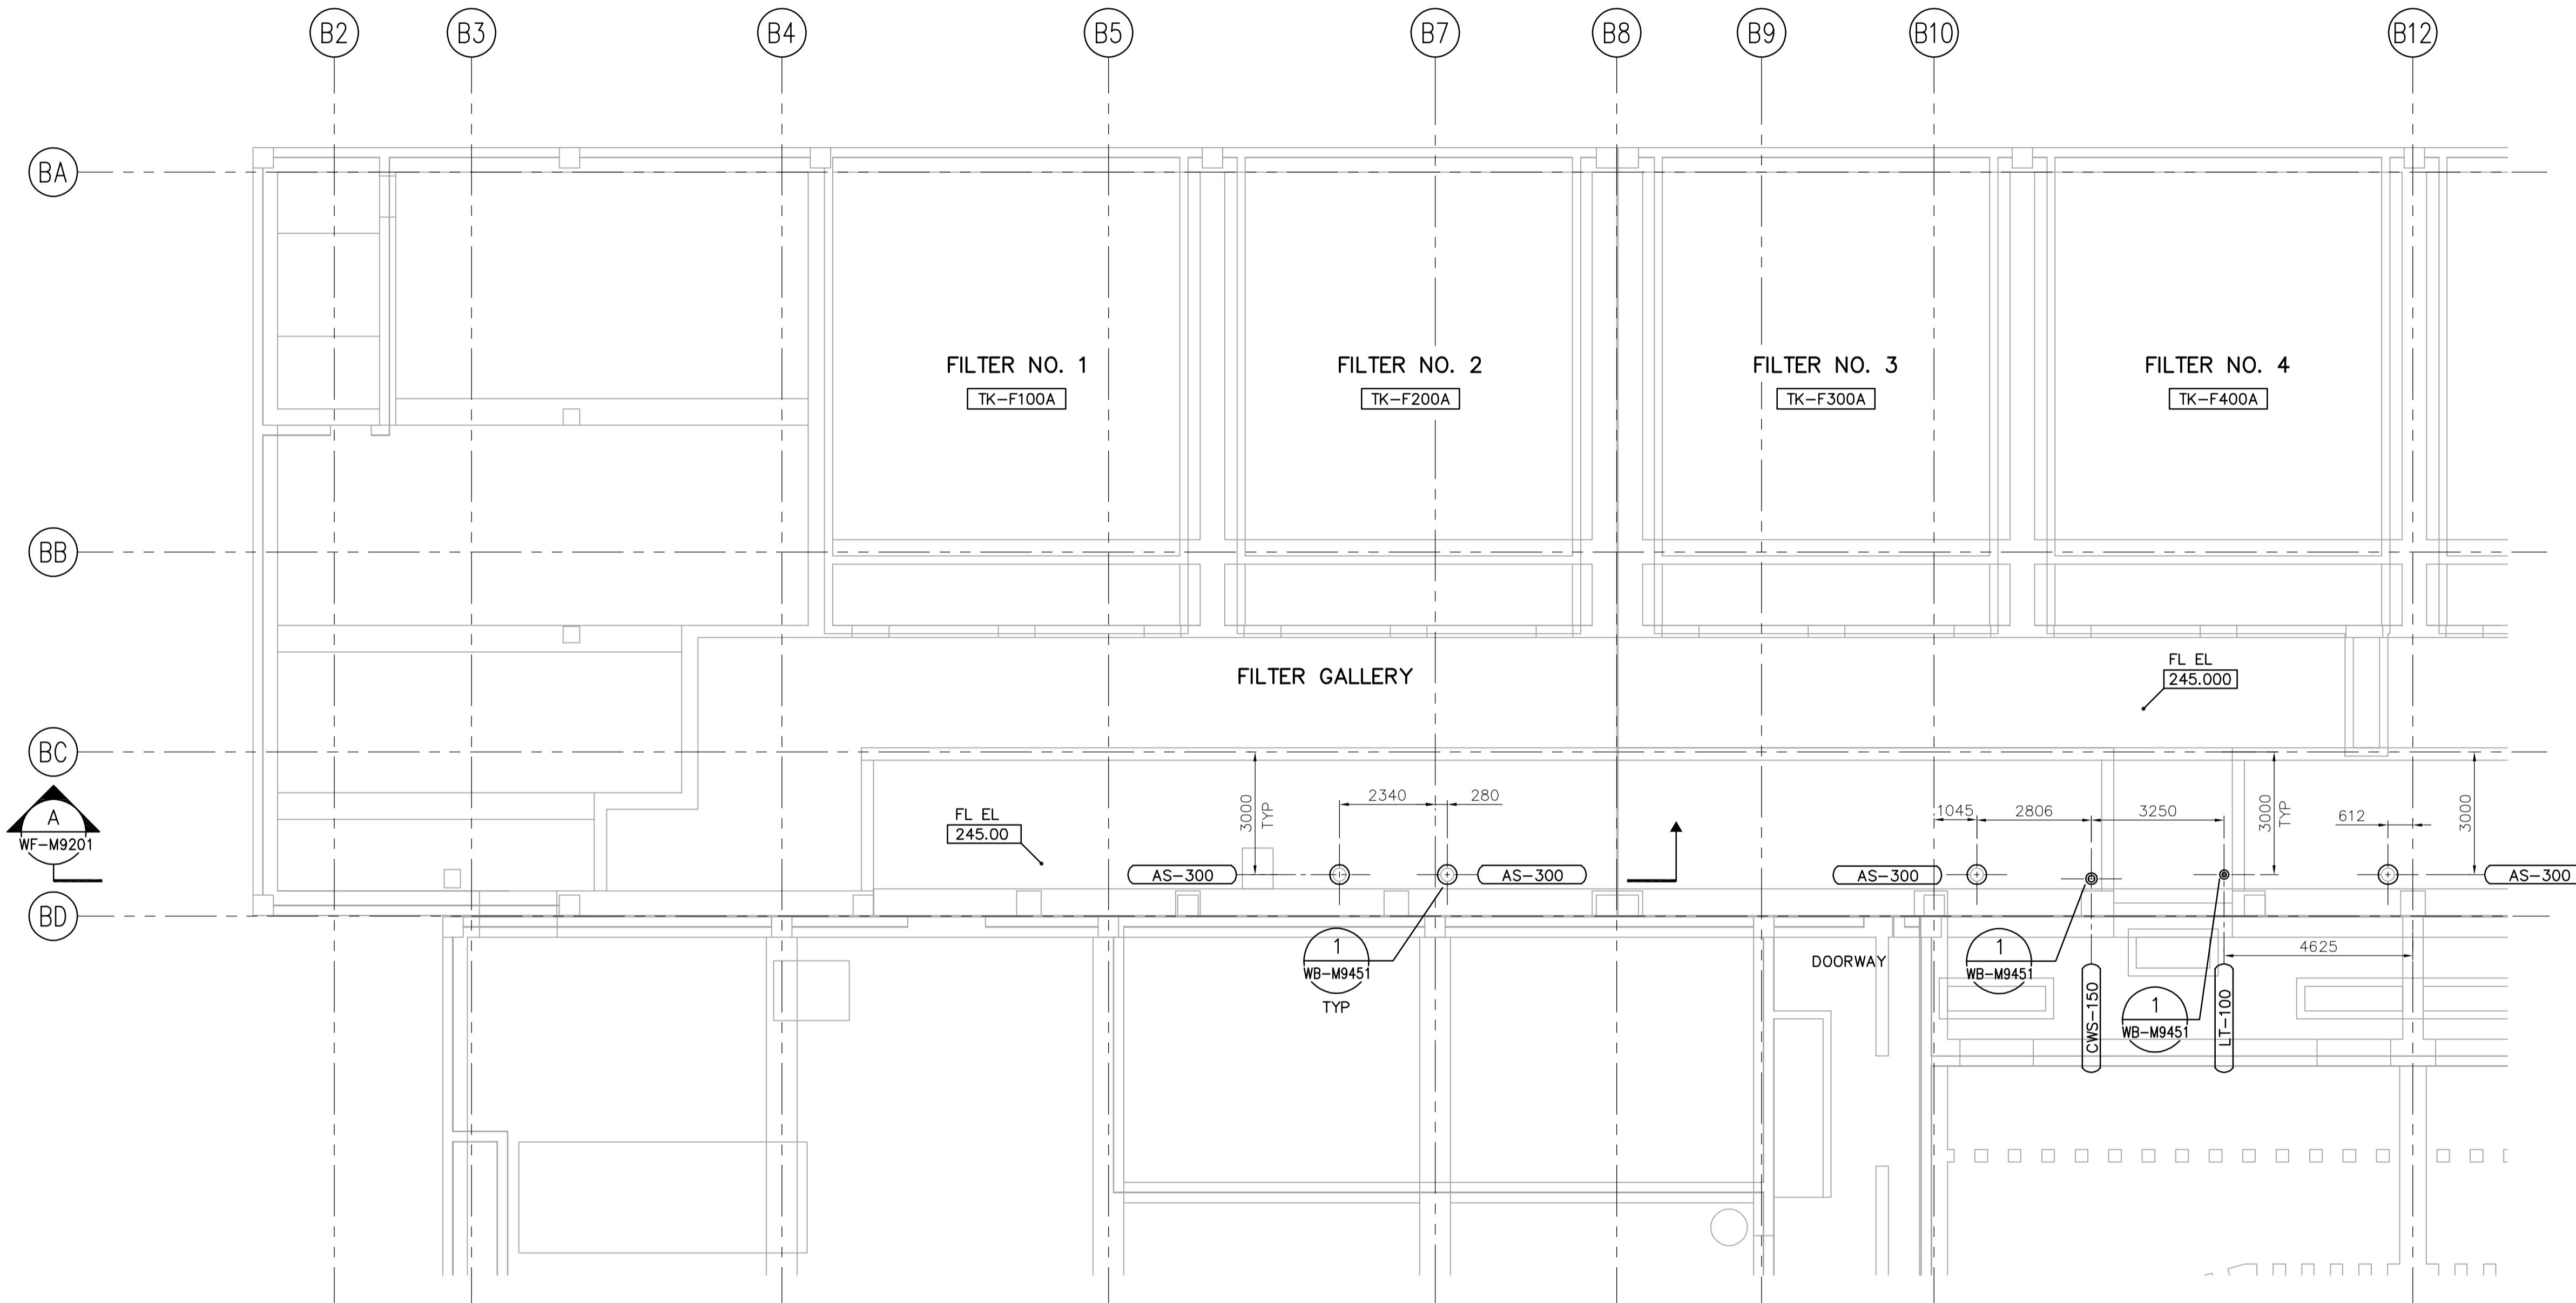 B2
B3
B4
B5
B7
B8
B9
B10
B12
BA
FILTER NO. 1
TK-F100A
FILTER NO. 2
TK-F200A
FILTER NO. 3
TK-F300A
FILTER NO. 4
TK-F400A
BB
FILTER GALLERY
FL EL
245.000
BC
A
WF-M9201
FL EL
245.00
3000
TYP
2340
280
1045
2806
3250
3000
TYP
612
3000
AS-300
AS-300
AS-300
AS-300
BD
1
WB-M9451
TYP
DOORWAY
1
WB-M9451
CWS-150
1
WB-M9451
LT-100
4625